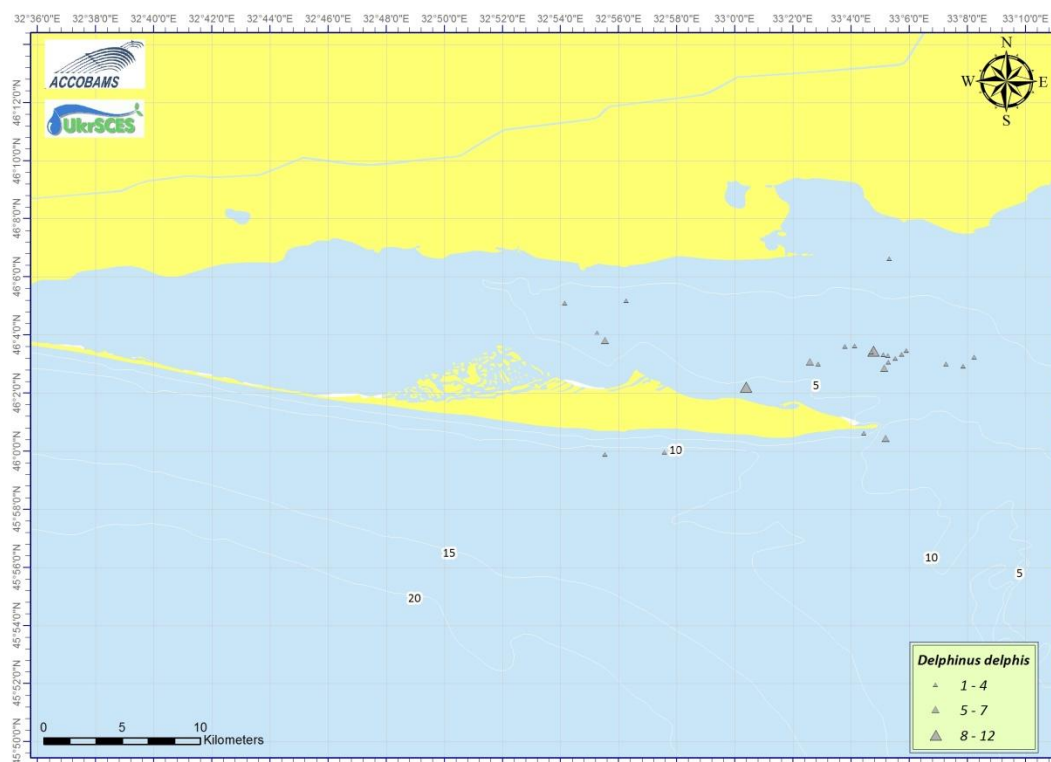 32°36'0"E 32°38'0"E 32°40'0"E 32°42'0"E 32°44'0"E 32°46'0"E 32°48'0"E 32°50'0"E 32°52'0"E 32°54'0"E 32°56'0"E 32°58'0"E 33°0'0"E 33°2'0"E 33°4'0"E 33°6'0"E 33°8'0"E 33°10'0"E
ACCOBAMS
UkrSCES
N
W E
S
46°12'0"N
46°10'0"N
46°8'0"N
46°6'0"N
46°4'0"N
46°2'0"N
46°0'0"N
45°58'0"N
45°56'0"N
45°54'0"N
45°52'0"N
45°50'0"N
5
10
15
10
5
20
Delphinus delphis
1 - 4
5 - 7
8 - 12
0 5 10
Kilometers